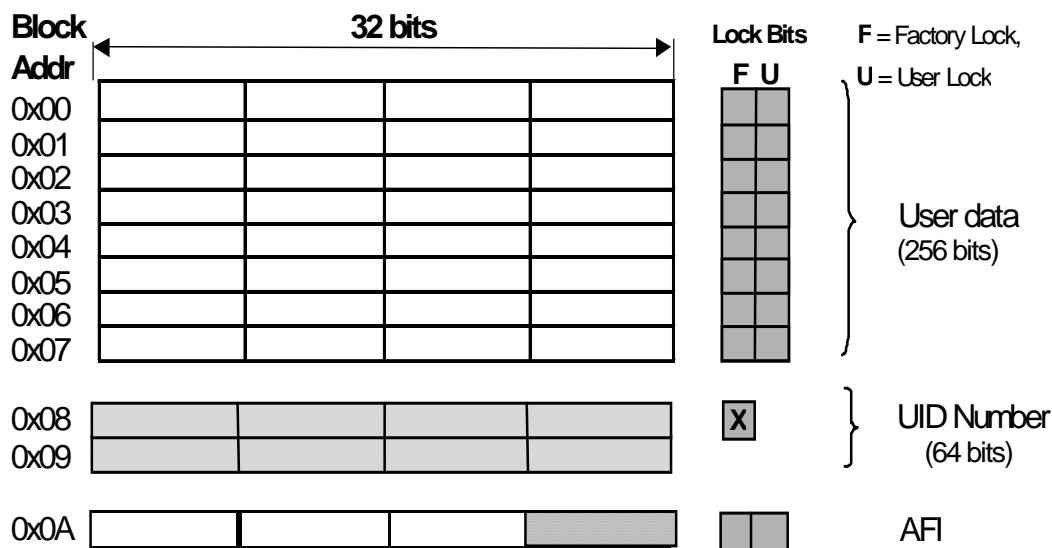 Block 32 bits Lock Bits F = Factory Lock,
Addr F U U = User Lock
0x00
0x01
0x02
0x03 User data
0x04 (256 bits)
0x05
0x06
0x07
0x08 X UID Number
0x09 (64 bits)
0x0A AFI